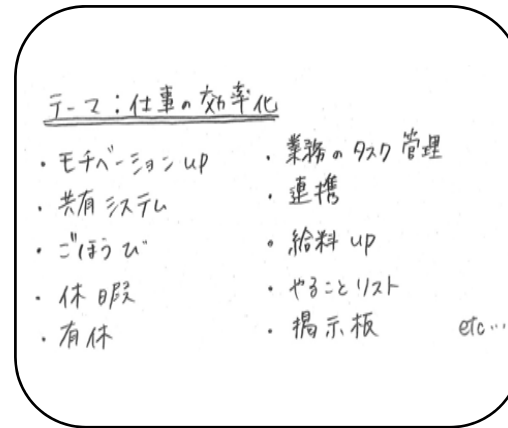 テーマ：仕事の効率化
・モチベーションup
・共有システム
・ごほうび
・休暇
・有休
・業務のタスク管理
・連携
・給料up
・やることリスト
・掲示板 etc…